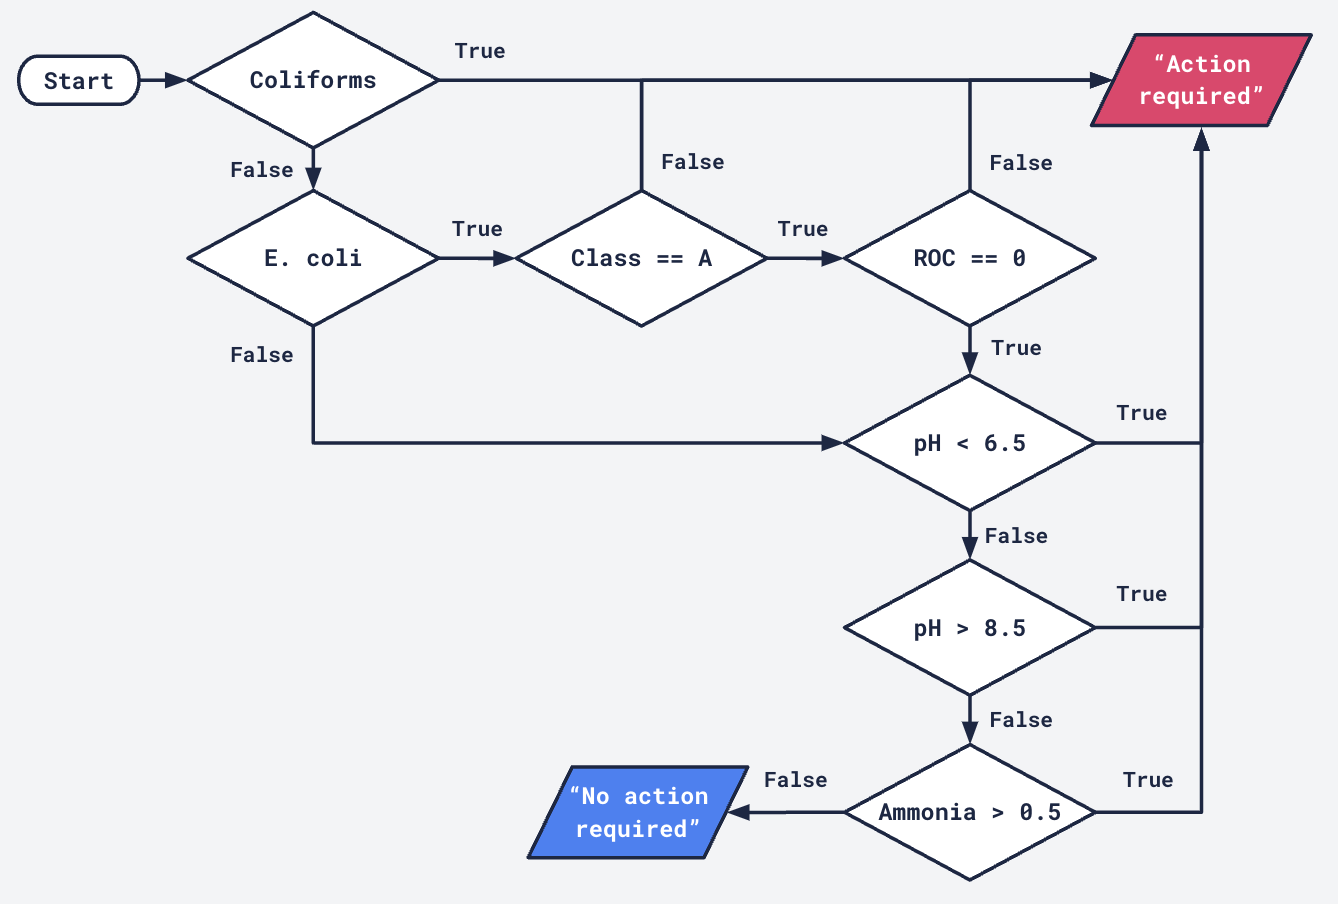 Start
Coliforms
True
“Action
required”
False
False
False
E. coli
True
Class == A
True
ROC == 0
False
True
pH < 6.5
True
False
pH > 8.5
True
False
“No action
required”
False
Ammonia > 0.5
True